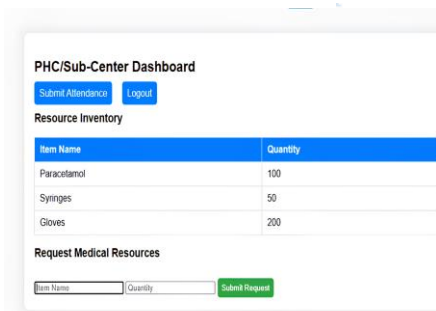 PHC/Sub-Center Dashboard
Submit Attendance Logout
Resource Inventory
Item Name Quantity
Paracetamol 100
Syringes 50
Gloves 200
Request Medical Resources
Item Name Quantity Submit Request